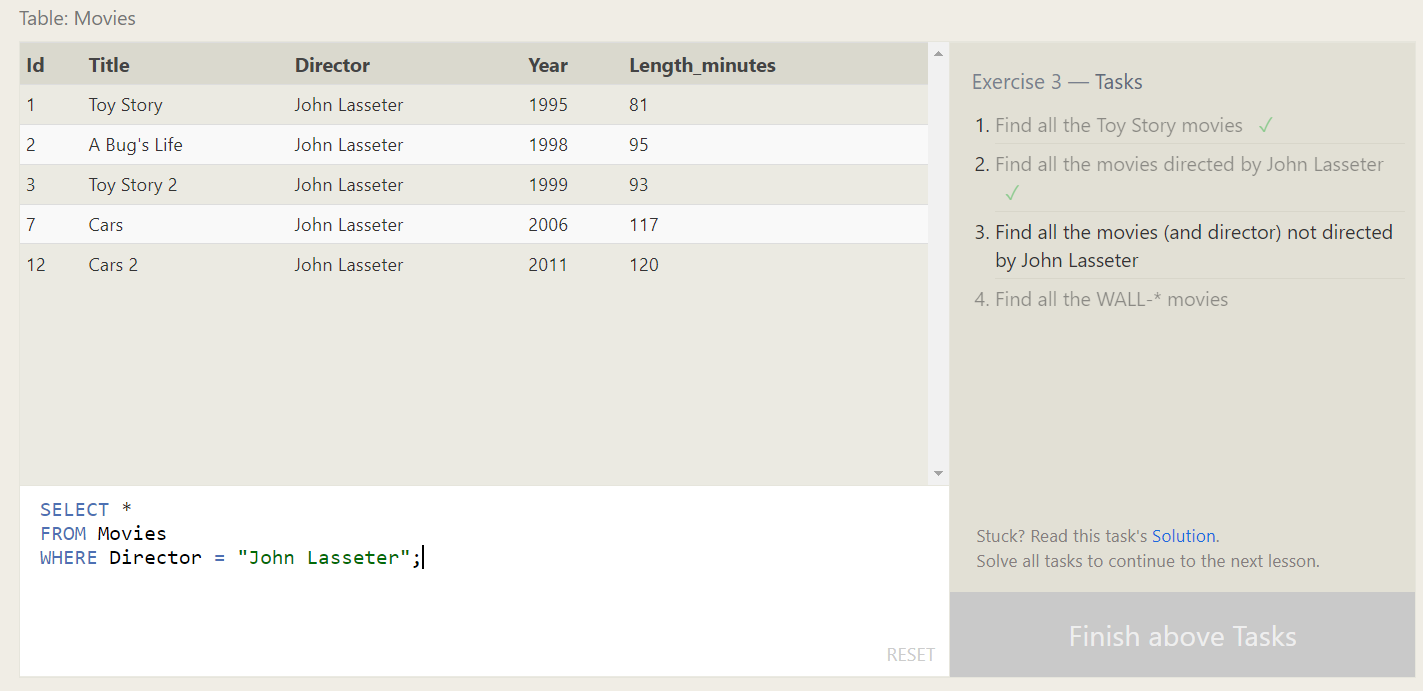 Table: Movies
Id Title Director Year Length_minutes
1 Toy Story John Lasseter 1995 81
2 A Bug's Life John Lasseter 1998 95
3 Toy Story 2 John Lasseter 1999 93
7 Cars John Lasseter 2006 117
12 Cars 2 John Lasseter 2011 120
SELECT *
FROM Movies
WHERE Director = "John Lasseter";
RESET
Exercise 3 — Tasks
1. Find all the Toy Story movies ✓
2. Find all the movies directed by John Lasseter
✓
3. Find all the movies (and director) not directed
by John Lasseter
4. Find all the WALL-* movies
Stuck? Read this task's Solution.
Solve all tasks to continue to the next lesson.
Finish above Tasks